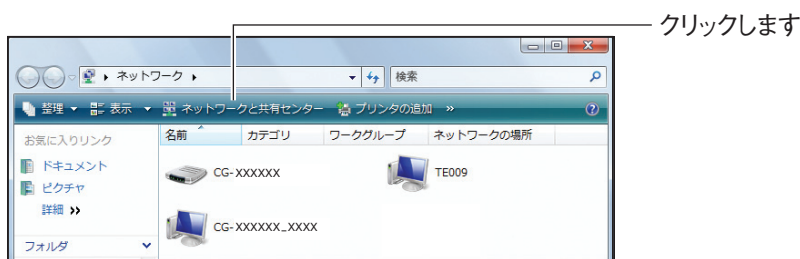 クリックします
ネットワーク
検索
整理 表示 ネットワークと共有センター プリンタの追加 »
お気に入りリンク
名前 カテゴリ ワークグループ ネットワークの場所
ドキュメント
ピクチャ
詳細 »
CG-XXXXXX
TE009
CG-XXXXXX_XXXX
フォルダ